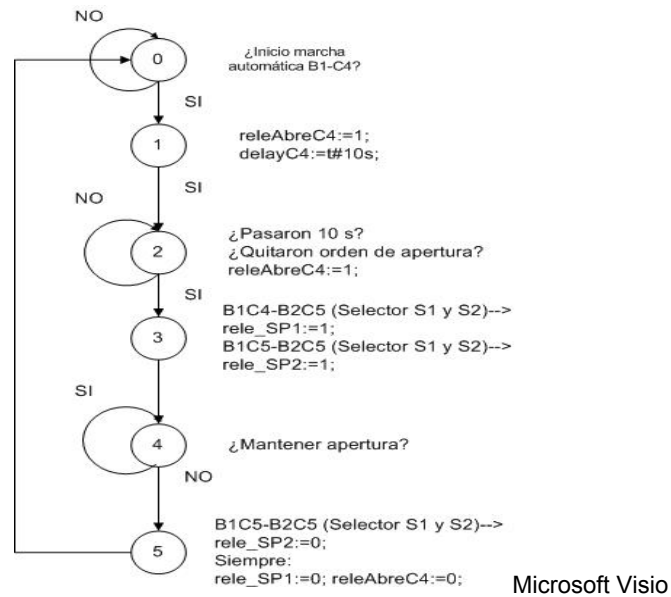 NO
0
¿Inicio marcha
automática B1-C4?
SI
1
releAbreC4:=1;
delayC4:=t#10s;
SI
NO
2
¿Pasaron 10 s?
¿Quitaron orden de apertura?
releAbreC4:=1;
SI
B1C4-B2C5 (Selector S1 y S2)-->
rele_SP1:=1;
3
B1C5-B2C5 (Selector S1 y S2)-->
rele_SP2:=1;
SI
4
¿Mantener apertura?
NO
B1C5-B2C5 (Selector S1 y S2)-->
5
rele_SP2:=0;
Siempre:
rele_SP1:=0; releAbreC4:=0;
Microsoft Visio